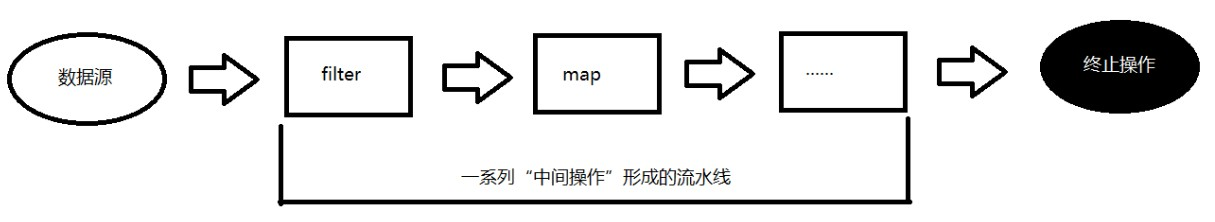 数据源
filter
map
......
终止操作
一系列“中间操作”形成的流水线